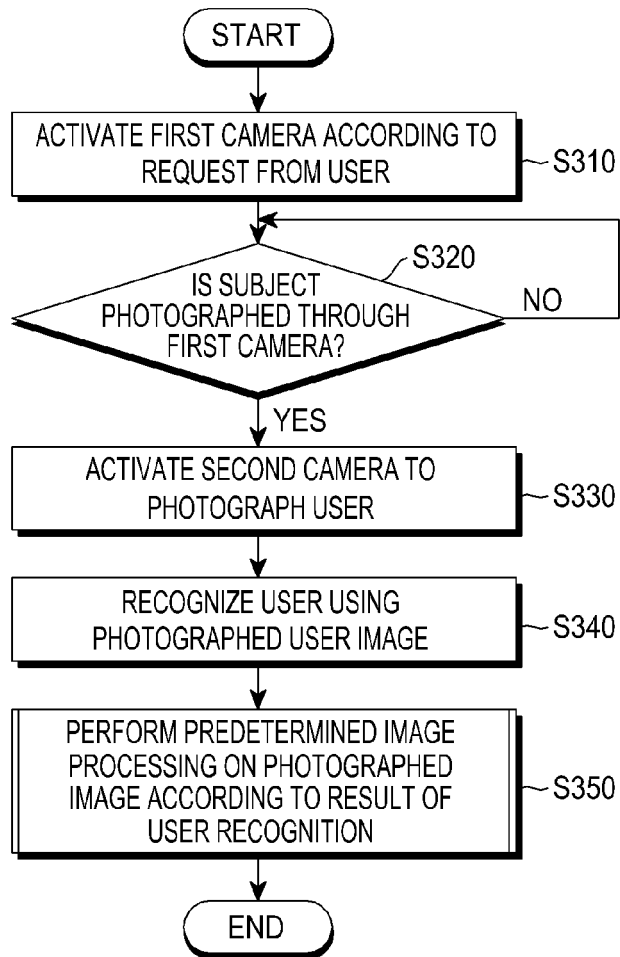 START
ACTIVATE FIRST CAMERA ACCORDING TO
REQUEST FROM USER
S310
S320
IS SUBJECT
PHOTOGRAPHED THROUGH
FIRST CAMERA?
NO
YES
ACTIVATE SECOND CAMERA TO
PHOTOGRAPH USER
S330
RECOGNIZE USER USING
PHOTOGRAPHED USER IMAGE
S340
PERFORM PREDETERMINED IMAGE
PROCESSING ON PHOTOGRAPHED
IMAGE ACCORDING TO RESULT OF
USER RECOGNITION
S350
END